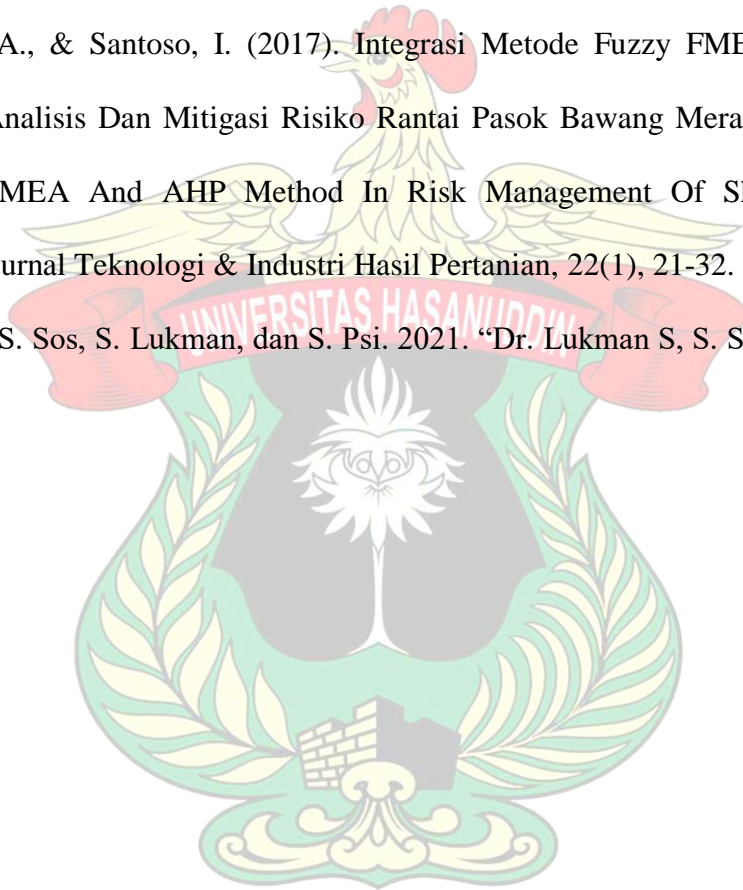 A., & Santoso, I. (2017). Integrasi Metode Fuzzy FME
Analisis Dan Mitigasi Risiko Rantai Pasok Bawang Mera
MEA And AHP Method In Risk Management Of
urnal Teknologi & Industri Hasil Pertanian, 22(1), 21-32.
UNIVERSITAS HASANUDDIN
S. Sos, S. Lukman, dan S. Psi. 2021. “Dr. Lukman S, S. S